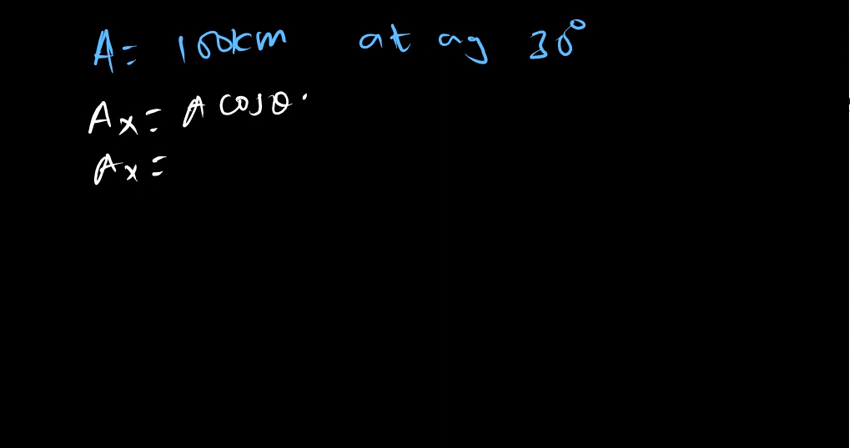 A = 100km at ag 30°
Ax = A cosθ.
Ax =